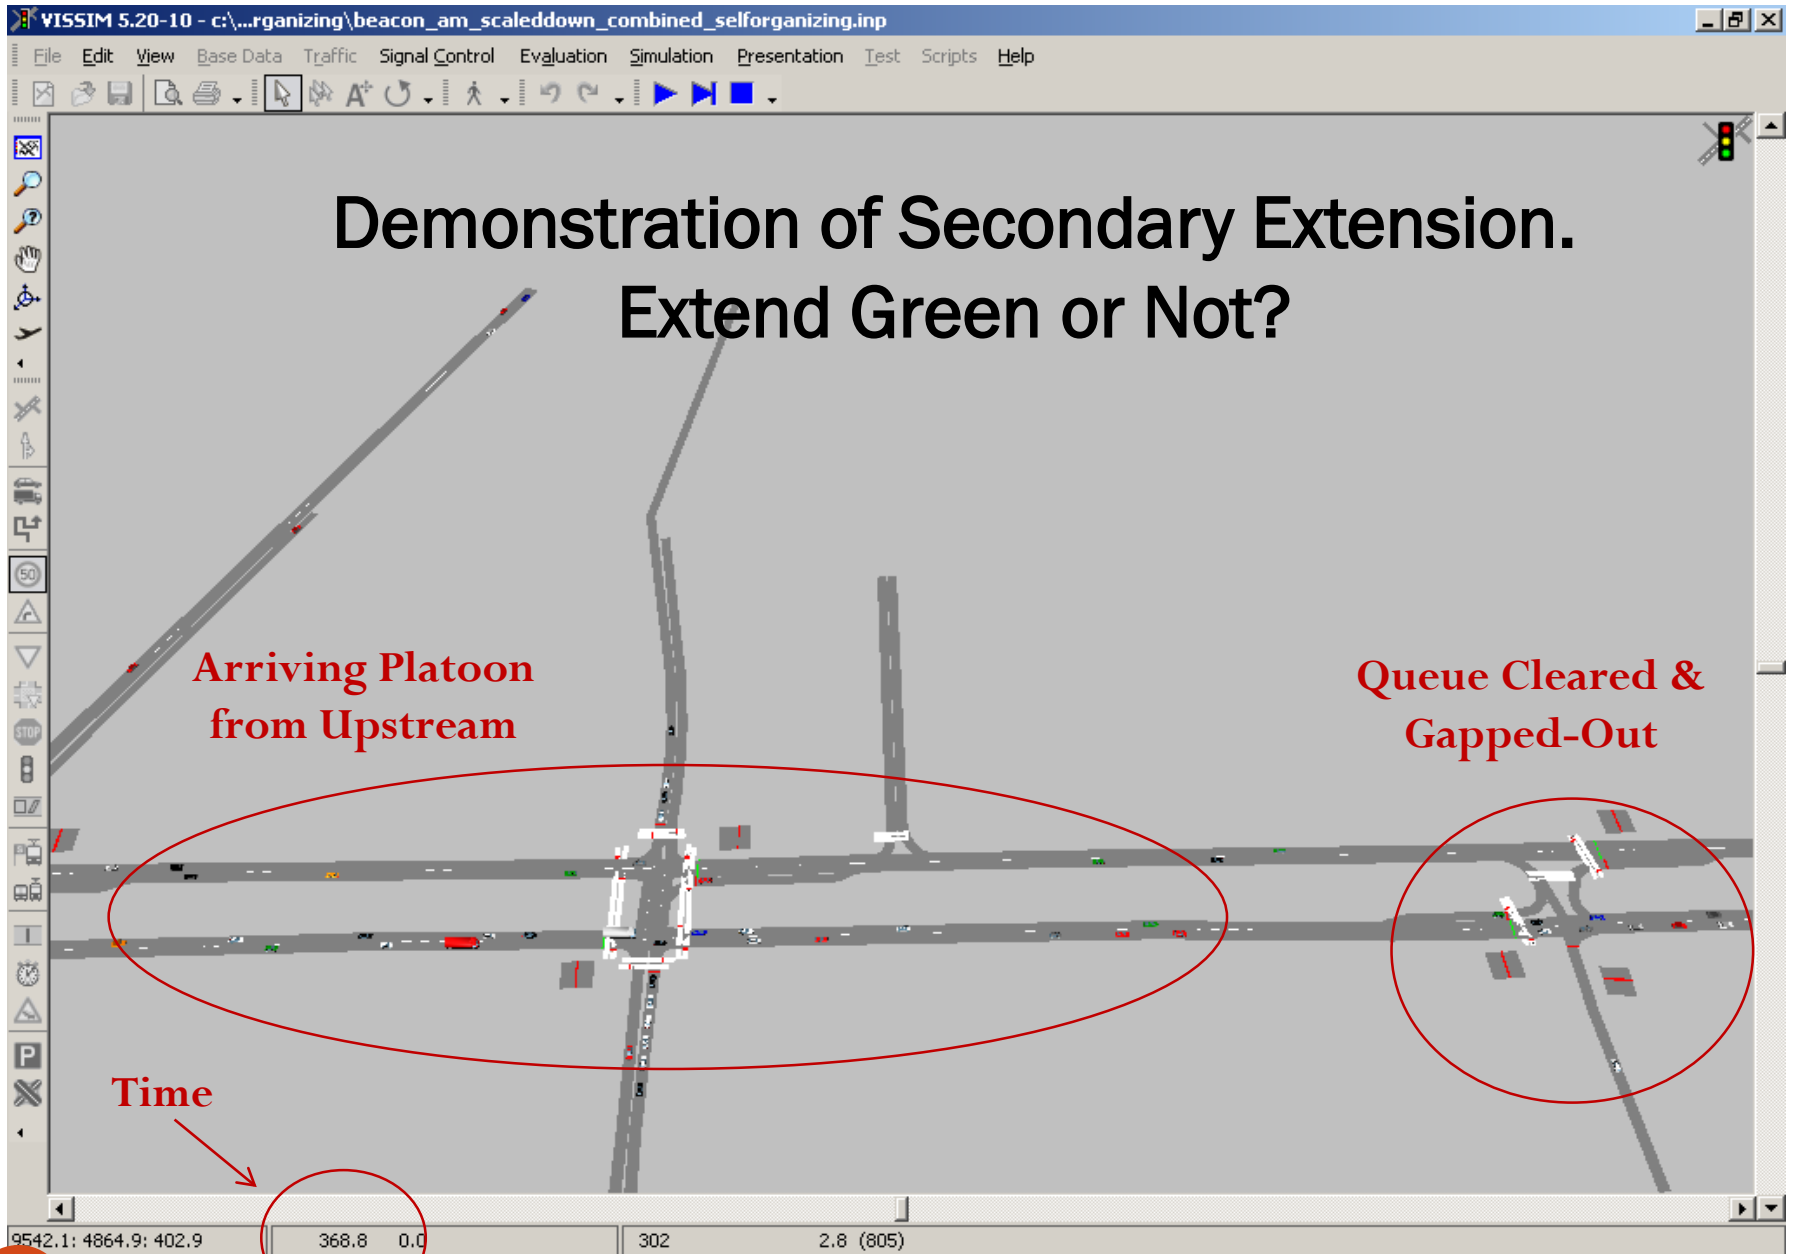 VISSIM 5.20-10 - c:\...rganizing\beacon_am_scaleddown_combined_selforganizing.inp
File Edit View Base Data Traffic Signal Control Evaluation Simulation Presentation Test Scripts Help
Demonstration of Secondary Extension.
Extend Green or Not?
50
STOP
P
Arriving Platoon
from Upstream
Queue Cleared &
Gapped-Out
Time
9542.1: 4864.9: 402.9 368.8 0.0 302 2.8 (805)